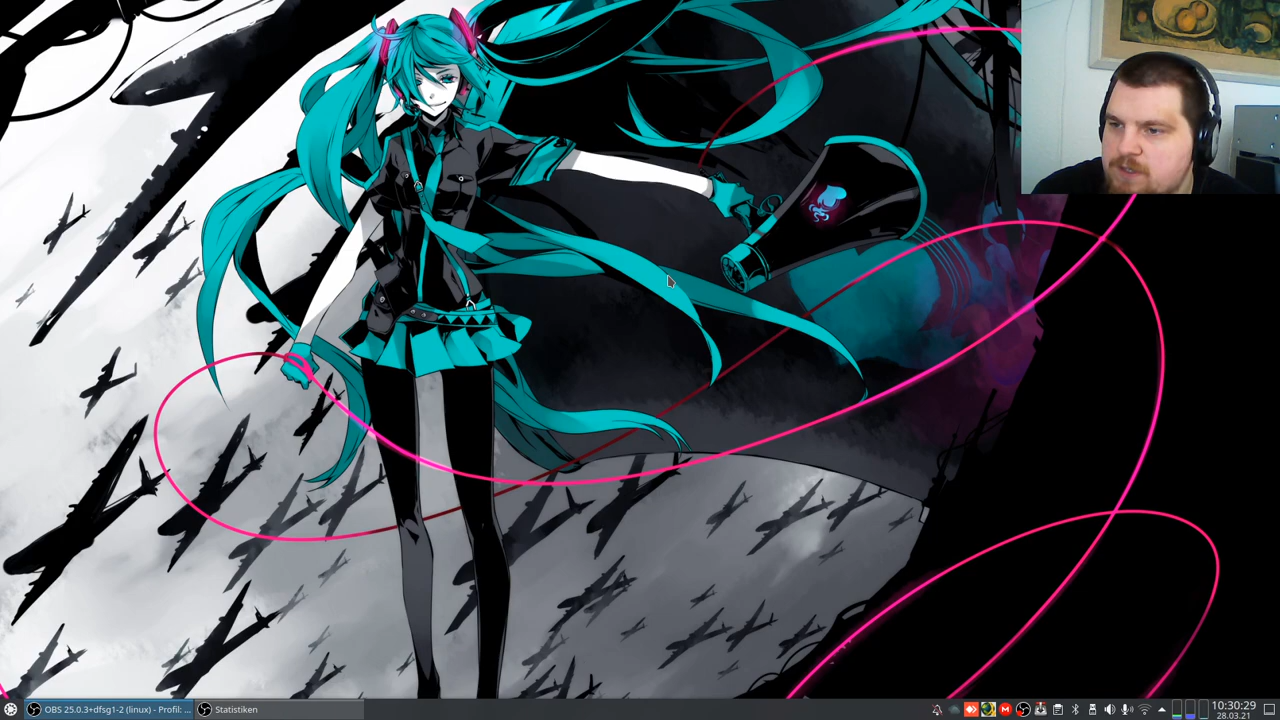 OBS 25.0.3+dfsg1-2 (linux) - Profil: ...
Statistiken
10:30:29
28.03.21